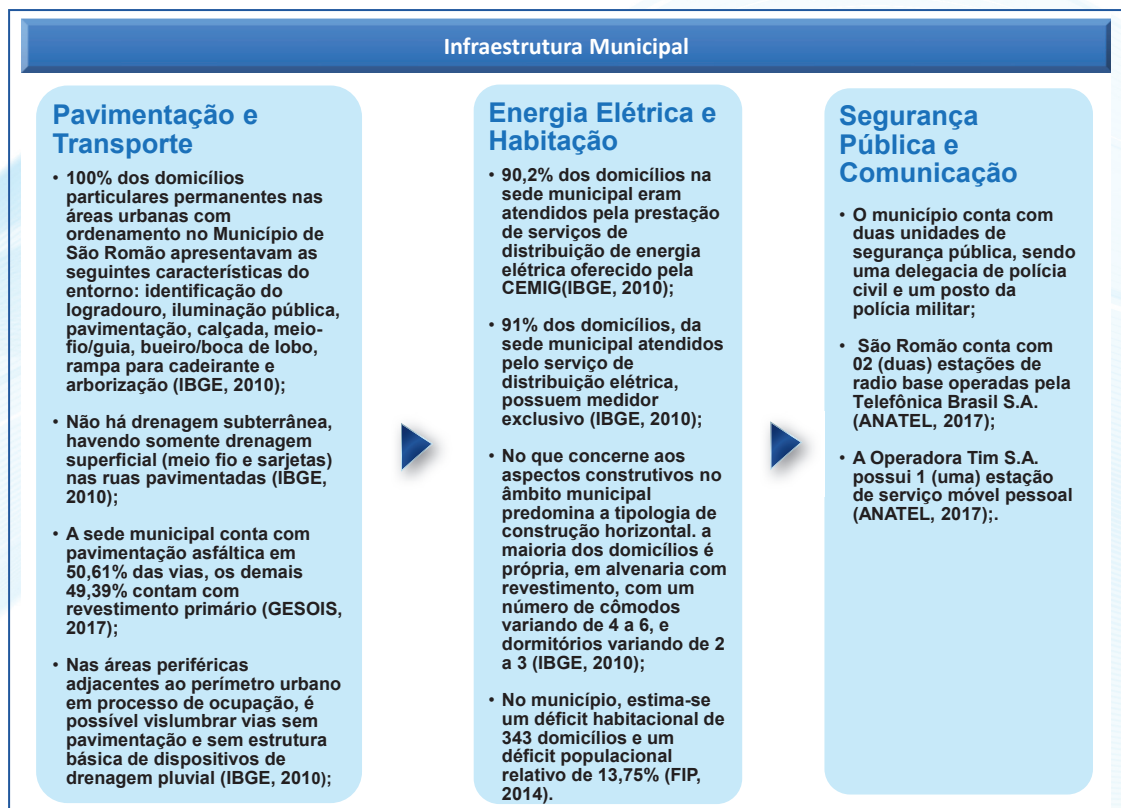 Infraestrutura Municipal
Pavimentação e
Transporte
• 100% dos domicílios
particulares permanentes nas
áreas urbanas com
ordenamento no Município de
São Romão apresentavam as
seguintes características do
entorno: identificação do
logradouro, iluminação pública,
pavimentação, calçada, meio-
fio/guia, bueiro/boca de lobo,
rampa para cadeirante e
arborização (IBGE, 2010);
• Não há drenagem subterrânea,
havendo somente drenagem
superficial (meio fio e sarjetas)
nas ruas pavimentadas (IBGE,
2010);
• A sede municipal conta com
pavimentação asfáltica em
50,61% das vias, os demais
49,39% contam com
revestimento primário (GESOIS,
2017);
• Nas áreas periféricas
adjacentes ao perímetro urbano
em processo de ocupação, é
possível vislumbrar vias sem
pavimentação e sem estrutura
básica de dispositivos de
drenagem pluvial (IBGE, 2010);
Energia Elétrica e
Habitação
• 90,2% dos domicílios na
sede municipal eram
atendidos pela prestação
de serviços de
distribuição de energia
elétrica oferecido pela
CEMIG(IBGE, 2010);
• 91% dos domicílios, da
sede municipal atendidos
pelo serviço de
distribuição elétrica,
possuem medidor
exclusivo (IBGE, 2010);
• No que concerne aos
aspectos construtivos no
âmbito municipal
predomina a tipologia de
construção horizontal. a
maioria dos domicílios é
própria, em alvenaria com
revestimento, com um
número de cômodos
variando de 4 a 6, e
dormitórios variando de 2
a 3 (IBGE, 2010);
• No município, estima-se
um déficit habitacional de
343 domicílios e um
déficit populacional
relativo de 13,75% (FIP,
2014).
Segurança
Pública e
Comunicação
• O município conta com
duas unidades de
segurança pública, sendo
uma delegacia de polícia
civil e um posto da
polícia militar;
• São Romão conta com
02 (duas) estações de
radio base operadas pela
Telefônica Brasil S.A.
(ANATEL, 2017);
• A Operadora Tim S.A.
possui 1 (uma) estação
de serviço móvel pessoal
(ANATEL, 2017);.